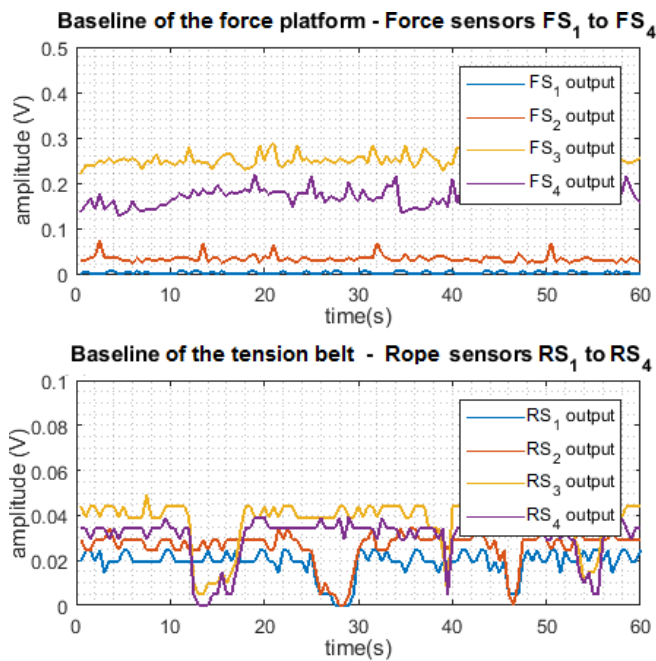 Baseline of the force platform - Force sensors FS₁ to FS₄
0.5
0.4
0.3
0.2
0.1
0
amplitude (V)
FS₁ output
FS₂ output
FS₃ output
FS₄ output
0 10 20 30 40 50 60
time(s)
Baseline of the tension belt - Rope sensors RS₁ to RS₄
0.1
0.08
0.06
0.04
0.02
0
amplitude (V)
RS₁ output
RS₂ output
RS₃ output
RS₄ output
0 10 20 30 40 50 60
time(s)